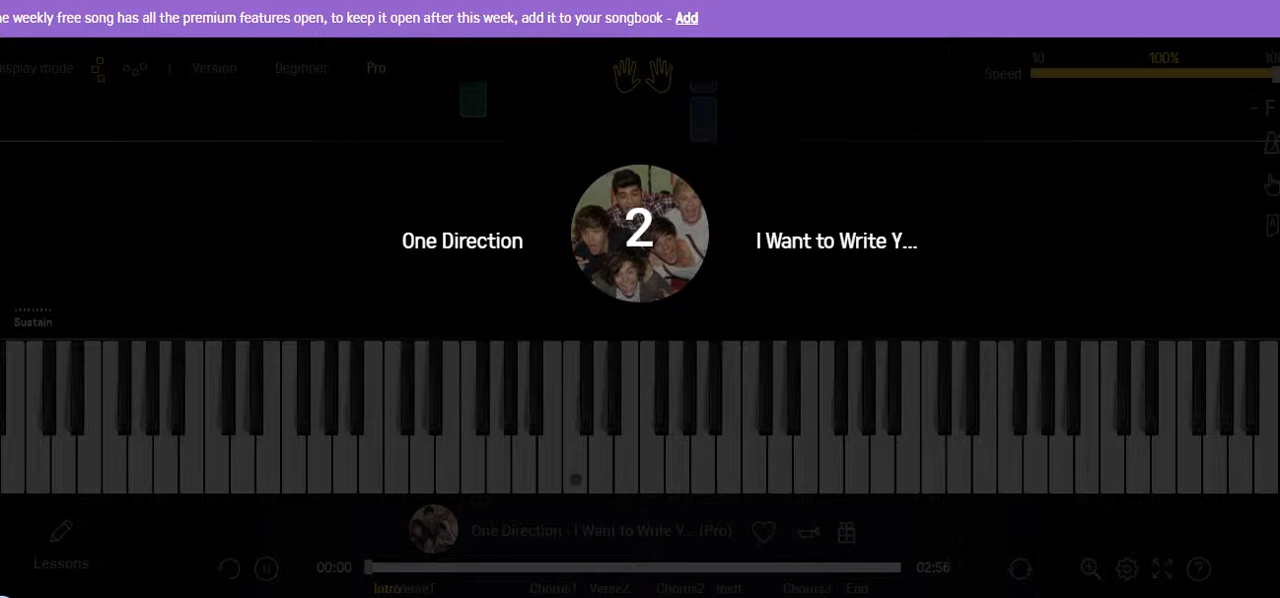 e weekly free song has all the premium features open, to keep it open after this week, add it to your songbook - Add
isplay mode | Version Beginner Pro
10 100%
Speed
- F
One Direction 2 I Want to Write Y...
Sustain
One Direction - I Want to Write Y... (Pro)
Lessons
00:00 02:56
Intro Verse1 Chorus1 Verse2 Chorus2 Instr Chorus3 End